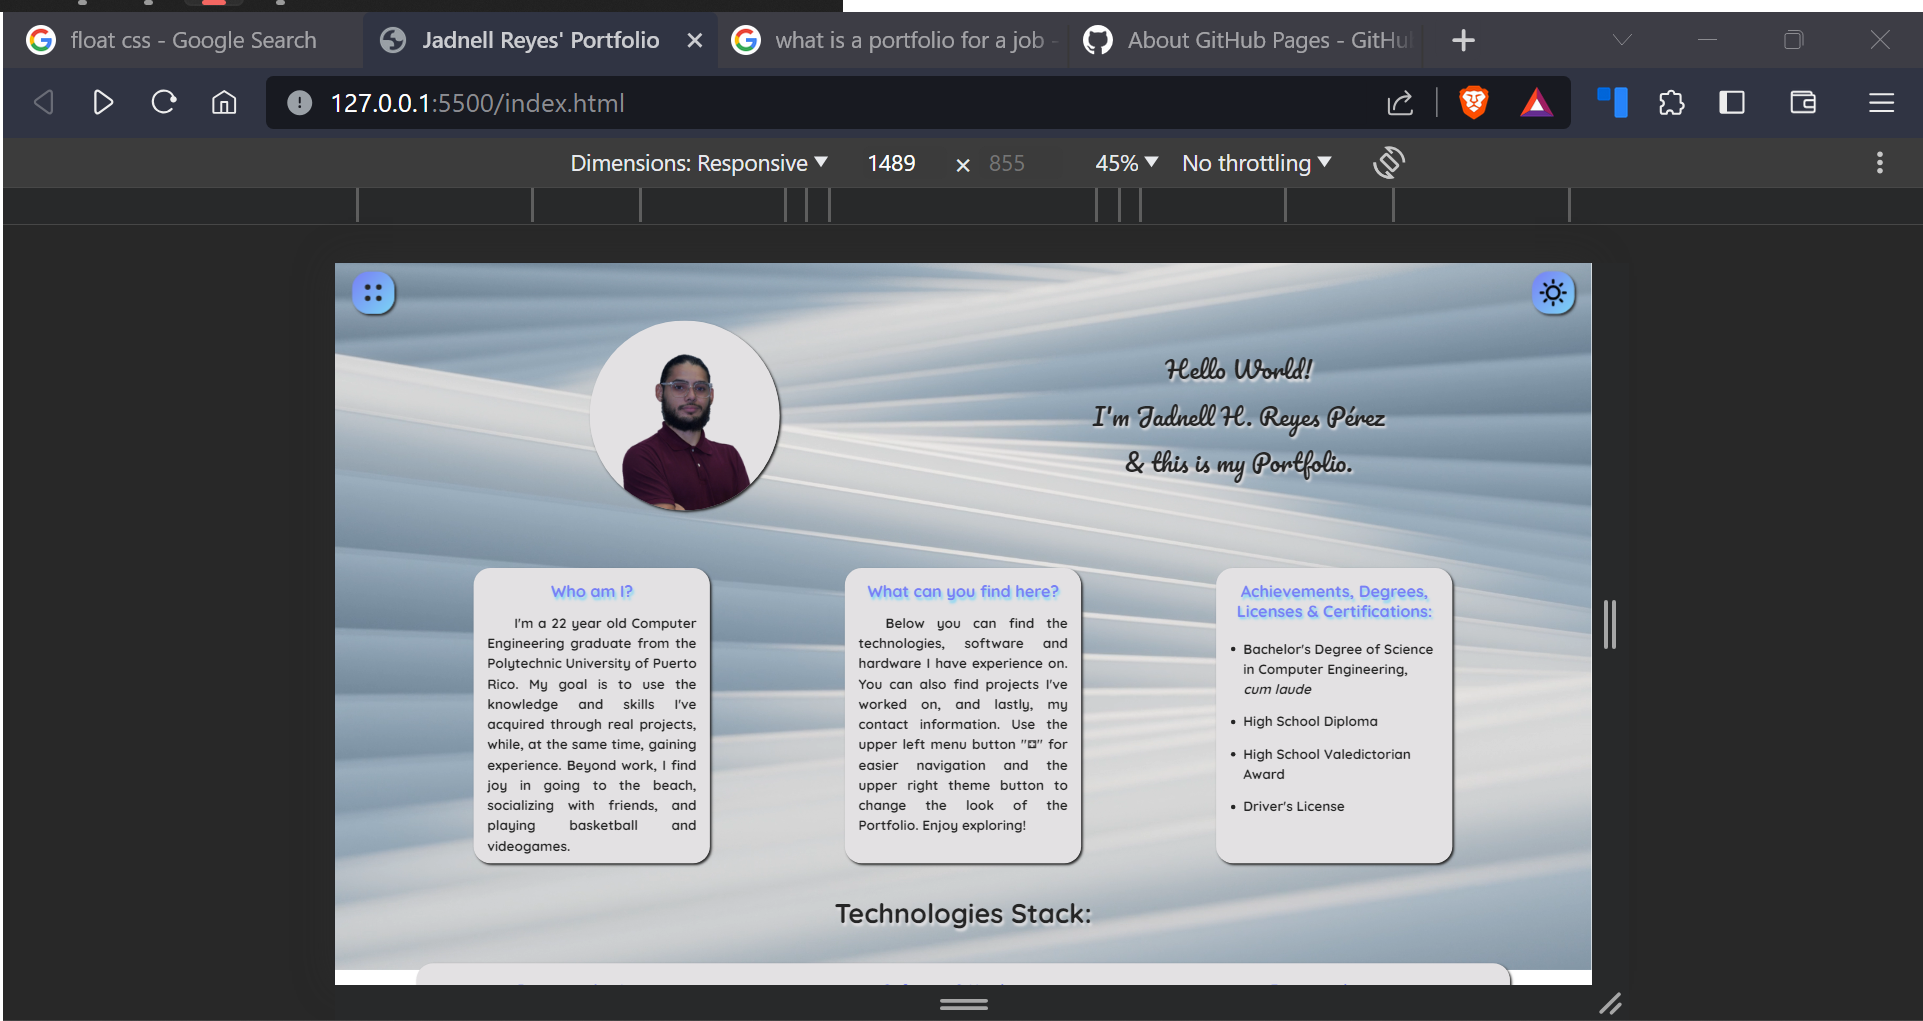 float css - Google Search
Jadnell Reyes' Portfolio
what is a portfolio for a job -
About GitHub Pages - GitHu
127.0.0.1:5500/index.html
Dimensions: Responsive 1489 × 855 45% No throttling
Hello World!
I'm Jadnell H. Reyes Pérez
& this is my Portfolio.
Who am I?
I'm a 22 year old Computer
Engineering graduate from the
Polytechnic University of Puerto
Rico. My goal is to use the
knowledge and skills I've
acquired through real projects,
while, at the same time, gaining
experience. Beyond work, I find
joy in going to the beach,
socializing with friends, and
playing basketball and
videogames.
What can you find here?
Below you can find the
technologies, software and
hardware I have experience on.
You can also find projects I've
worked on, and lastly, my
contact information. Use the
upper left menu button "⚃" for
easier navigation and the
upper right theme button to
change the look of the
Portfolio. Enjoy exploring!
Achievements, Degrees,
Licenses & Certifications:
• Bachelor's Degree of Science
in Computer Engineering,
cum laude
• High School Diploma
• High School Valedictorian
Award
• Driver's License
Technologies Stack: